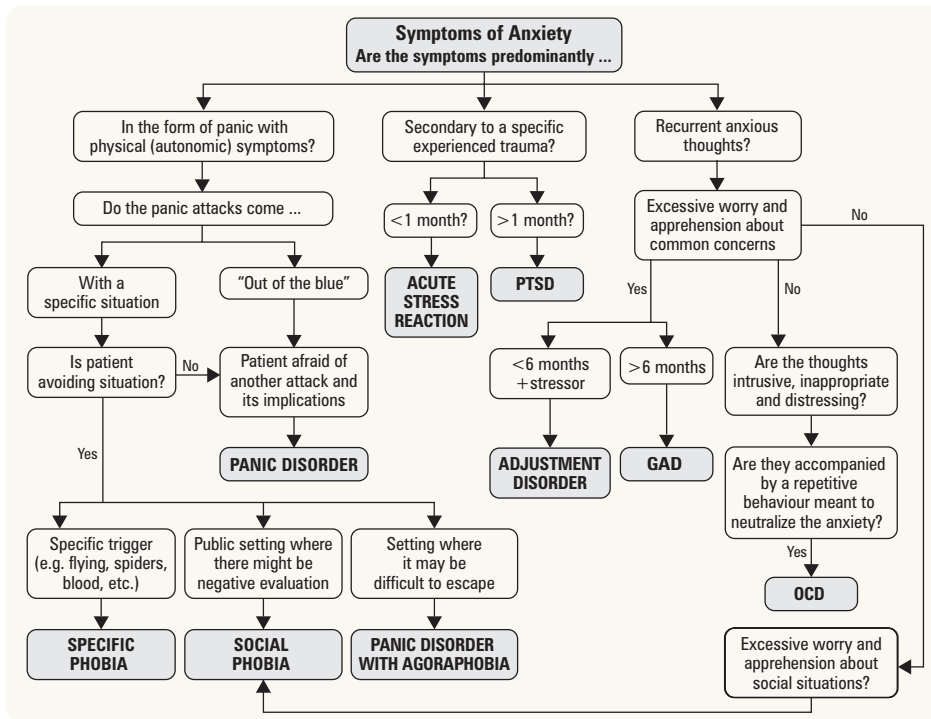 Symptoms of Anxiety
Are the symptoms predominantly ...
In the form of panic with
physical (autonomic) symptoms?
Secondary to a specific
experienced trauma?
Recurrent anxious
thoughts?
Do the panic attacks come ...
<1 month?
>1 month?
Excessive worry and
apprehension about
common concerns
No
With a
specific situation
"Out of the blue"
ACUTE
STRESS
REACTION
PTSD
Yes
No
Is patient
avoiding situation?
No
Patient afraid of
another attack and
its implications
<6 months
+stressor
>6 months
Are the thoughts
intrusive, inappropriate
and distressing?
Yes
PANIC DISORDER
ADJUSTMENT
DISORDER
GAD
Are they accompanied
by a repetitive
behaviour meant to
neutralize the anxiety?
Specific trigger
(e.g. flying, spiders,
blood, etc.)
Public setting where
there might be
negative evaluation
Setting where
it may be
difficult to escape
Yes
OCD
SPECIFIC
PHOBIA
SOCIAL
PHOBIA
PANIC DISORDER
WITH AGORAPHOBIA
Excessive worry and
apprehension about
social situations?